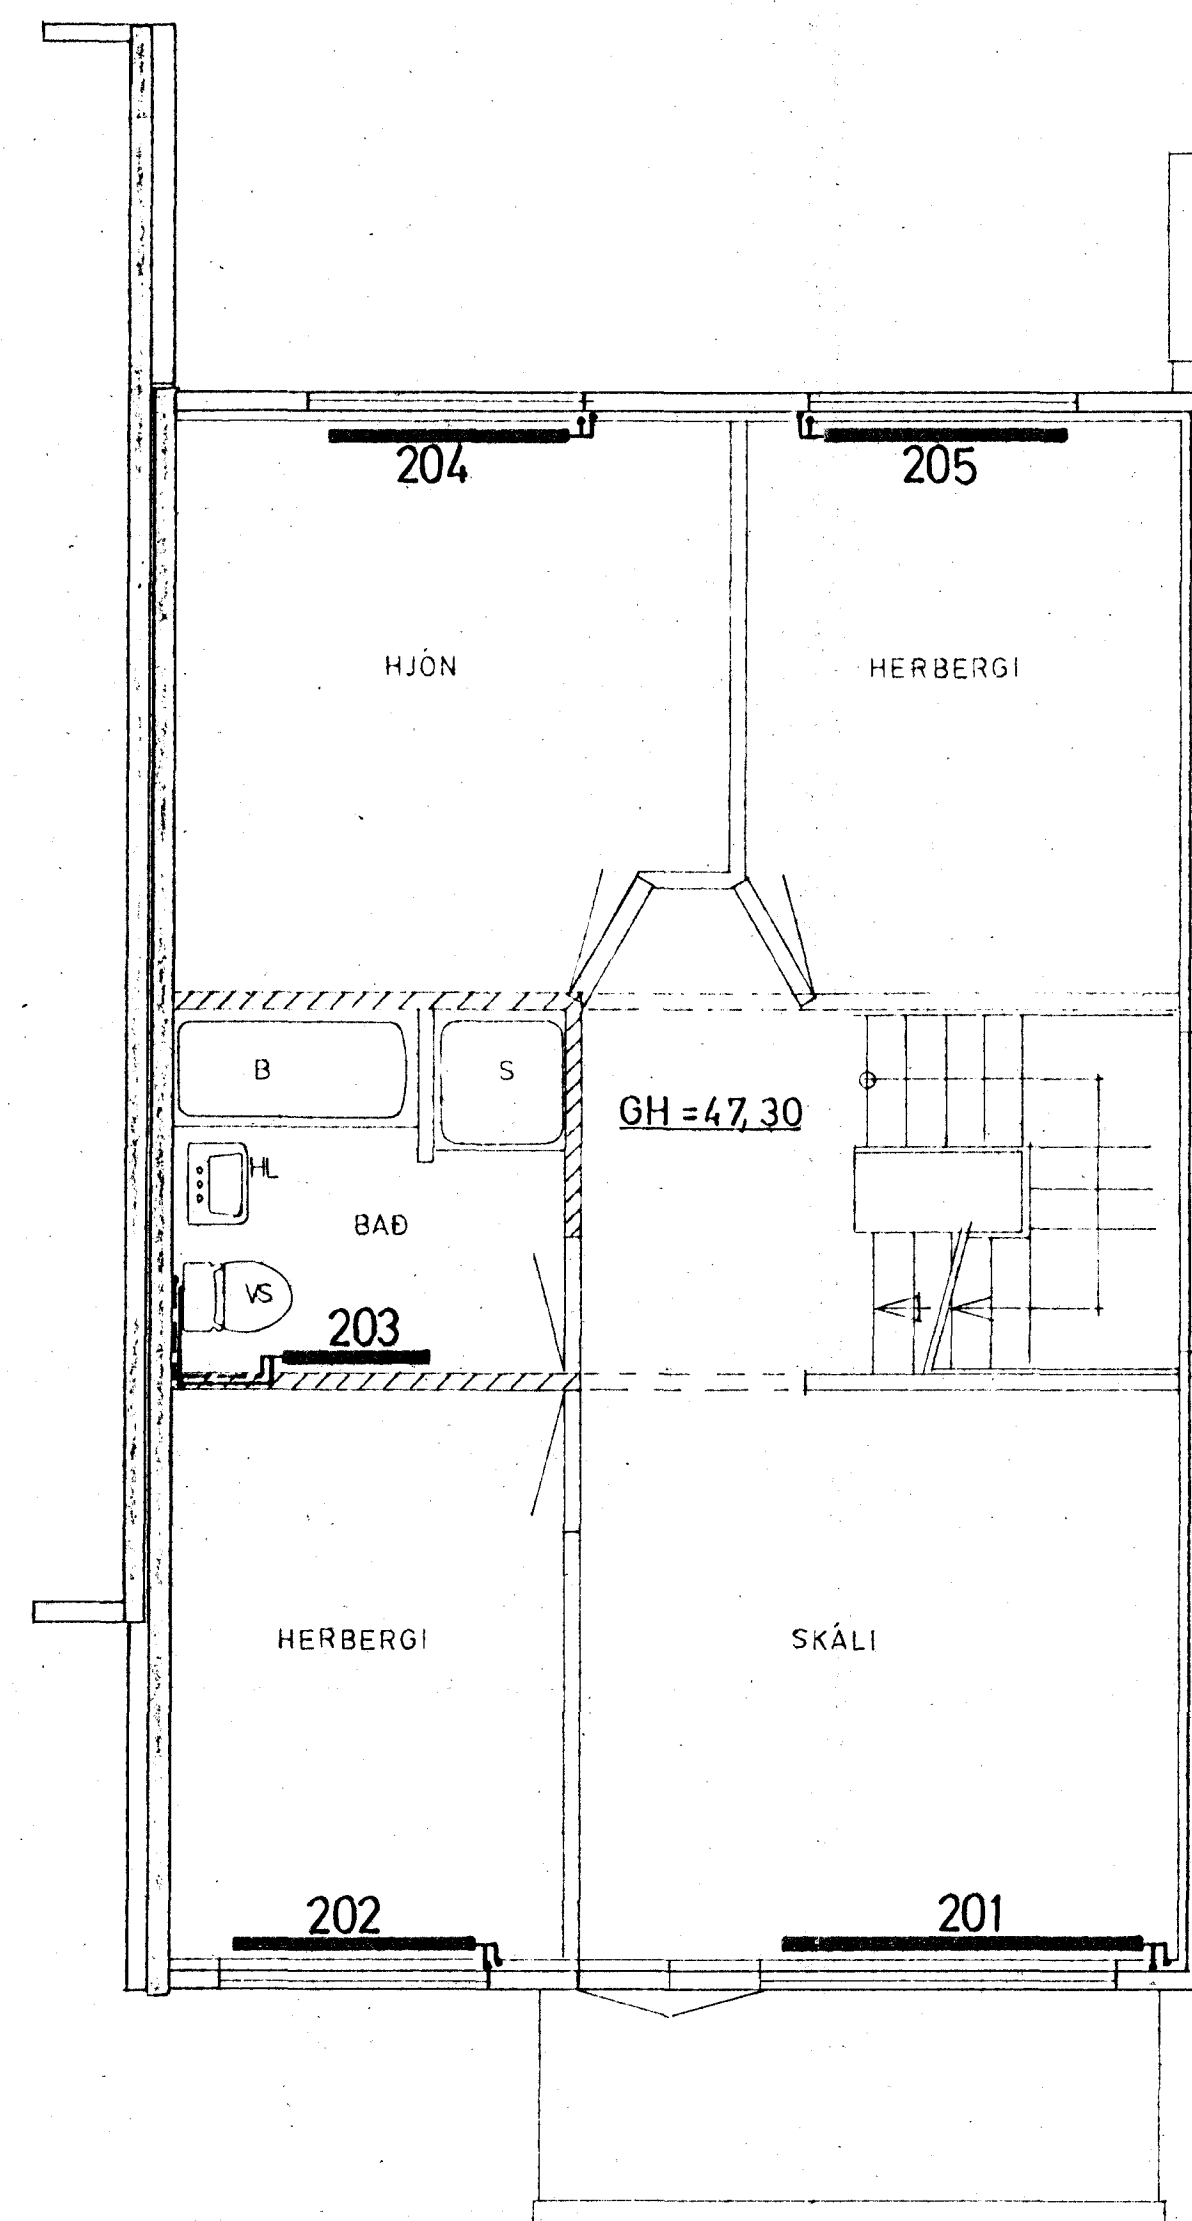 204
205
HJÓN
HERBERGI
B
S
GH = 47,30
HL
BAÐ
VS
203
HERBERGI
SKÁLI
202
201